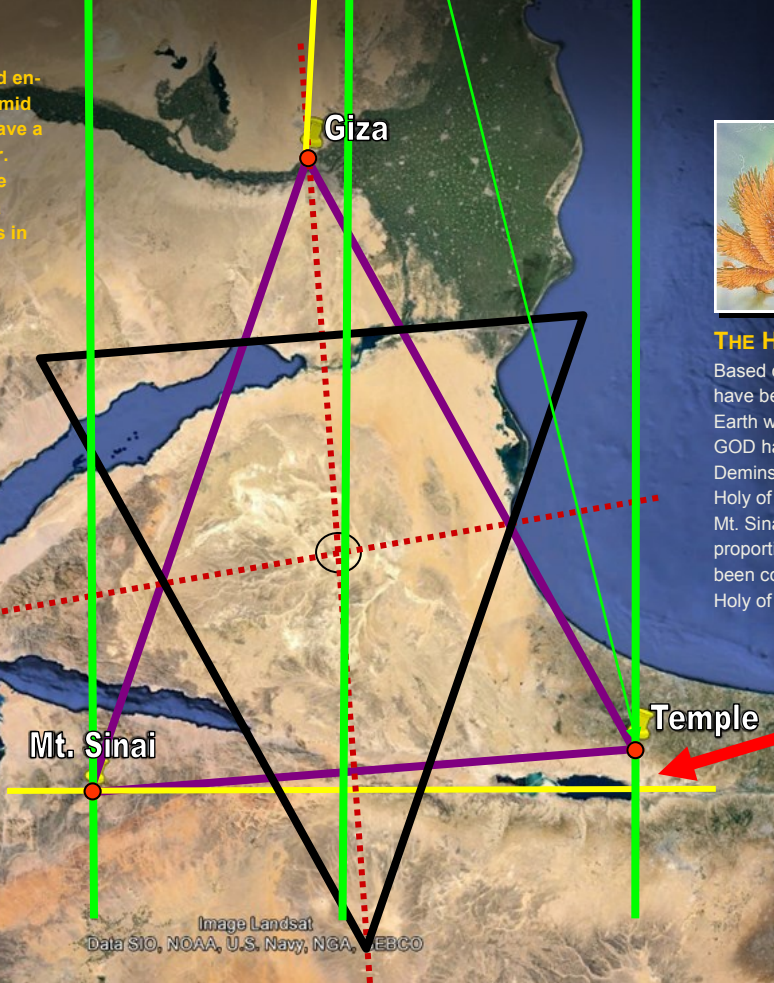 d en-
mid
ave a
r.
e
s in
Giza
THE H
Based
have be
Earth w
GOD ha
Demins
Holy of
Mt. Sina
proport
been co
Holy of
Temple
Mt. Sinai
Image Landsat
Data SIO, NOAA, U.S. Navy, NGA, GEBCO